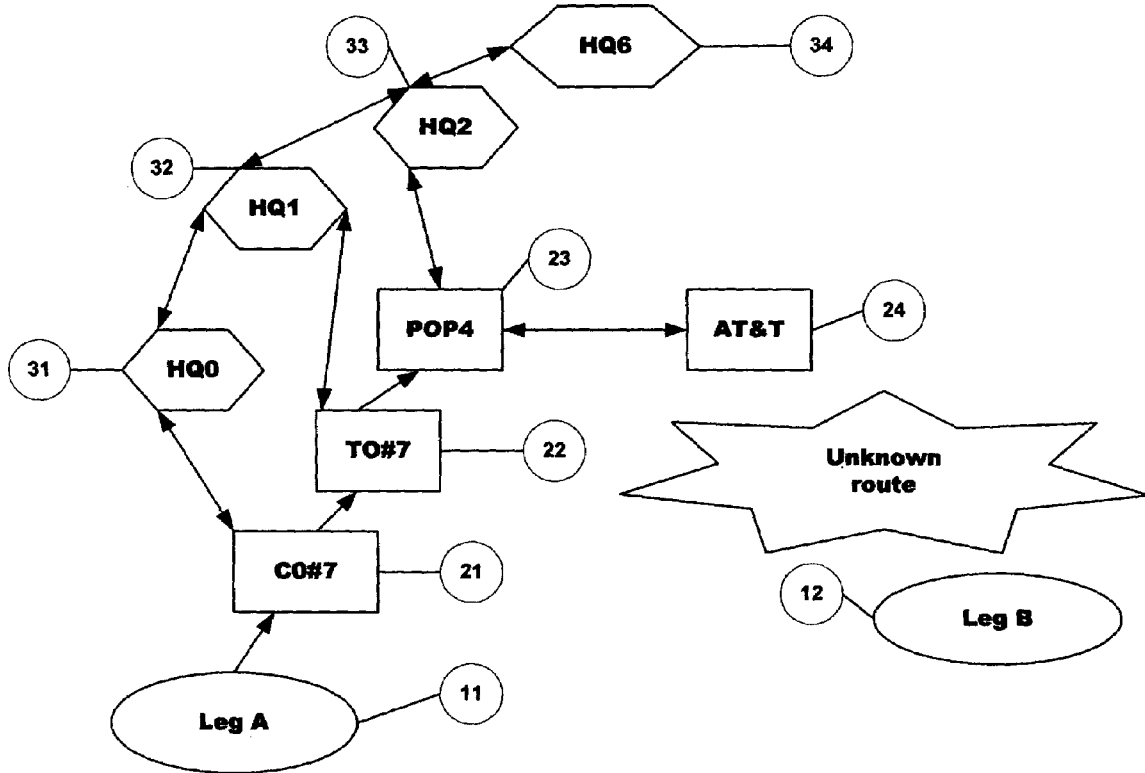 33
HQ6
34
HQ2
32
HQ1
23
POP4
AT&T
24
31
HQ0
TO#7
22
Unknown
route
C0#7
21
12
Leg B
11
Leg A